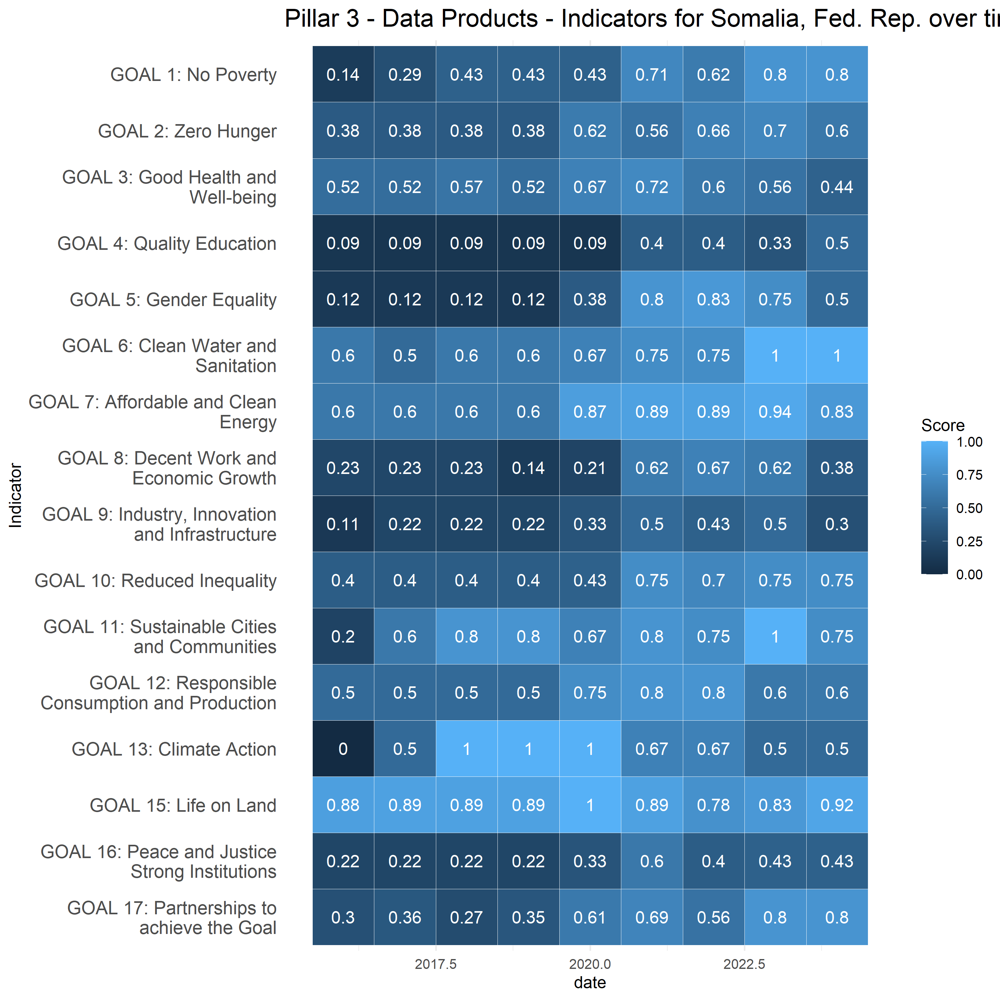 Pillar 3 - Data Products - Indicators for Somalia, Fed. Rep. over ti
GOAL 1: No Poverty
0.14 0.29 0.43 0.43 0.43 0.71 0.62 0.8 0.8
GOAL 2: Zero Hunger
0.38 0.38 0.38 0.38 0.62 0.56 0.66 0.7 0.6
GOAL 3: Good Health and
Well-being
0.52 0.52 0.57 0.52 0.67 0.72 0.6 0.56 0.44
GOAL 4: Quality Education
0.09 0.09 0.09 0.09 0.09 0.4 0.4 0.33 0.5
GOAL 5: Gender Equality
0.12 0.12 0.12 0.12 0.38 0.8 0.83 0.75 0.5
GOAL 6: Clean Water and
Sanitation
0.6 0.5 0.6 0.6 0.67 0.75 0.75 1 1
GOAL 7: Affordable and Clean
Energy
0.6 0.6 0.6 0.6 0.87 0.89 0.89 0.94 0.83
GOAL 8: Decent Work and
Economic Growth
0.23 0.23 0.23 0.14 0.21 0.62 0.67 0.62 0.38
GOAL 9: Industry, Innovation
and Infrastructure
0.11 0.22 0.22 0.22 0.33 0.5 0.43 0.5 0.3
GOAL 10: Reduced Inequality
0.4 0.4 0.4 0.4 0.43 0.75 0.7 0.75 0.75
GOAL 11: Sustainable Cities
and Communities
0.2 0.6 0.8 0.8 0.67 0.8 0.75 1 0.75
GOAL 12: Responsible
Consumption and Production
0.5 0.5 0.5 0.5 0.75 0.8 0.8 0.6 0.6
GOAL 13: Climate Action
0 0.5 1 1 1 0.67 0.67 0.5 0.5
GOAL 15: Life on Land
0.88 0.89 0.89 0.89 1 0.89 0.78 0.83 0.92
GOAL 16: Peace and Justice
Strong Institutions
0.22 0.22 0.22 0.22 0.33 0.6 0.4 0.43 0.43
GOAL 17: Partnerships to
achieve the Goal
0.3 0.36 0.27 0.35 0.61 0.69 0.56 0.8 0.8
2017.5 2020.0 2022.5
date
Indicator
Score
1.00
0.75
0.50
0.25
0.00